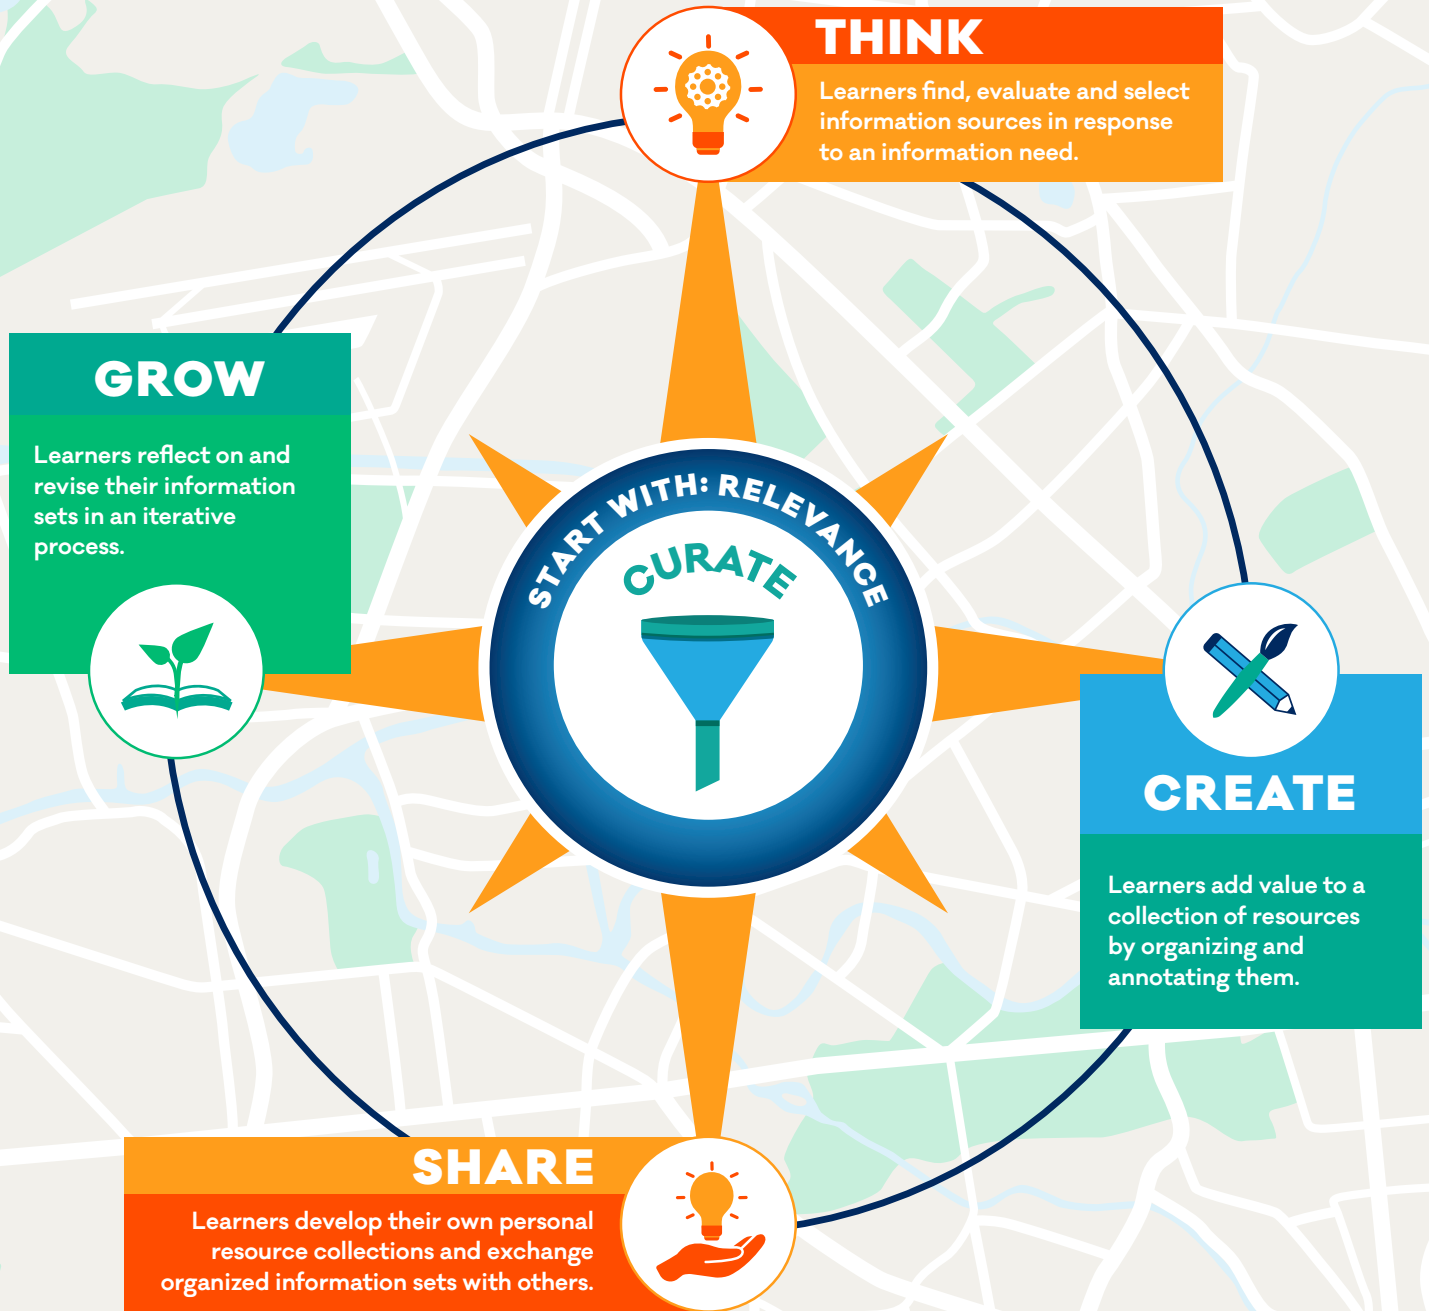 THINK
Learners find, evaluate and select
information sources in response
to an information need.
GROW
Learners reflect on and
revise their information
sets in an iterative
process.
START WITH: RELEVANCE
CURATE
CREATE
Learners add value to a
collection of resources
by organizing and
annotating them.
SHARE
Learners develop their own personal
resource collections and exchange
organized information sets with others.